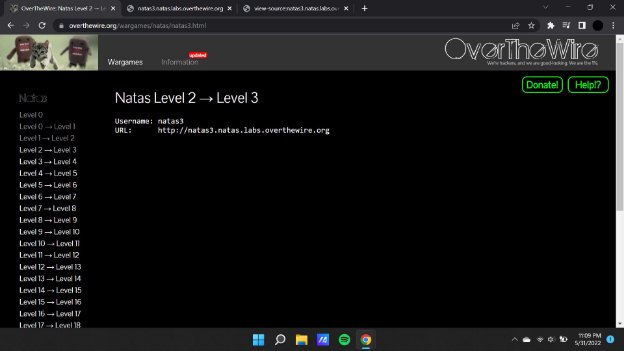 OverTheWire: Natas Level 2 → Le
natas3.natas.labs.overthewire.org
view-source:natas3.natas.labs.ov
overthewire.org/wargames/natas/natas3.html
OverTheWire
We're hackers, and we are good-looking. We are the 1%.
updated
Wargames
Information
Donate!
Help!?
Natas
Natas Level 2 → Level 3
Username: natas3
URL: http://natas3.natas.labs.overthewire.org
Level 0
Level 0 → Level 1
Level 1 → Level 2
Level 2 → Level 3
Level 3 → Level 4
Level 4 → Level 5
Level 5 → Level 6
Level 6 → Level 7
Level 7 → Level 8
Level 8 → Level 9
Level 9 → Level 10
Level 10 → Level 11
Level 11 → Level 12
Level 12 → Level 13
Level 13 → Level 14
Level 14 → Level 15
Level 15 → Level 16
Level 16 → Level 17
Level 17 → Level 18
11:09 PM
5/31/2022